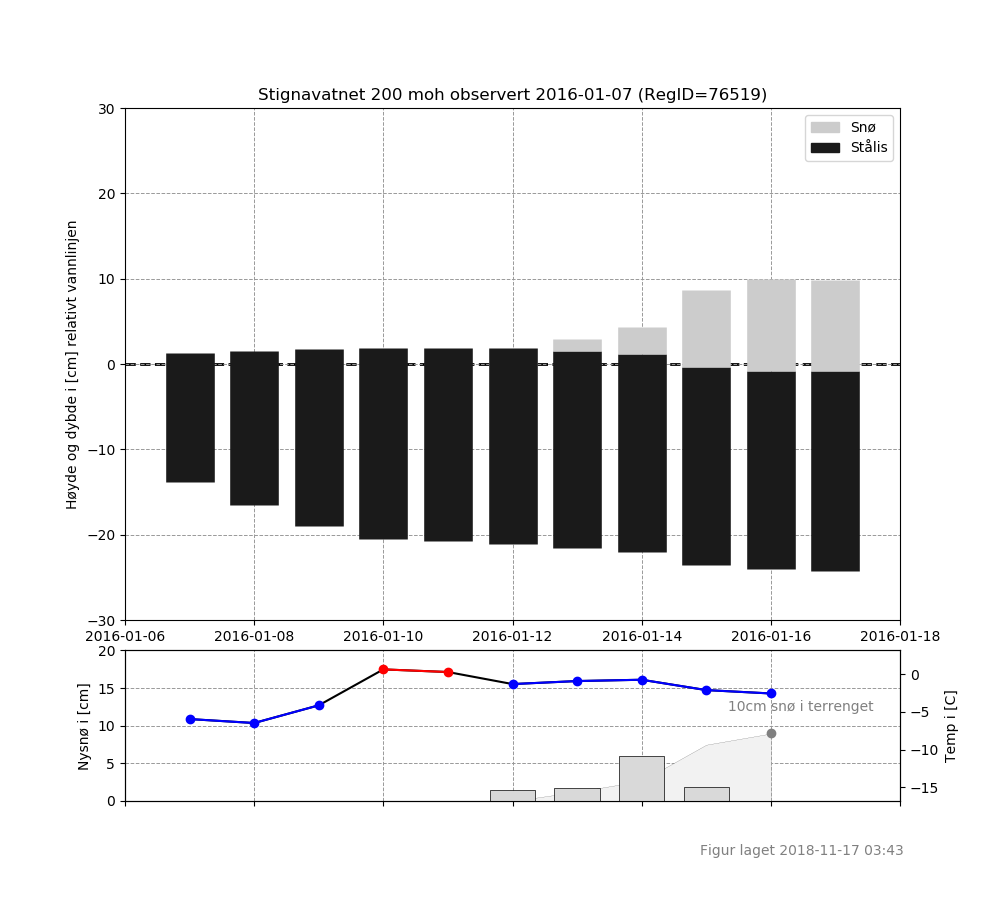 Stignavatnet 200 moh observert 2016-01-07 (RegID=76519)
Snø
Stålis
Høyde og dybde i [cm] relativt vannlinjen
30
20
10
0
−10
−20
−30
2016-01-06 2016-01-08 2016-01-10 2016-01-12 2016-01-14 2016-01-16 2016-01-18
Nysnø i [cm]
20
15
10
5
0
10cm snø i terrenget
0
−5
−10
−15
Temp i [C]
Figur laget 2018-11-17 03:43